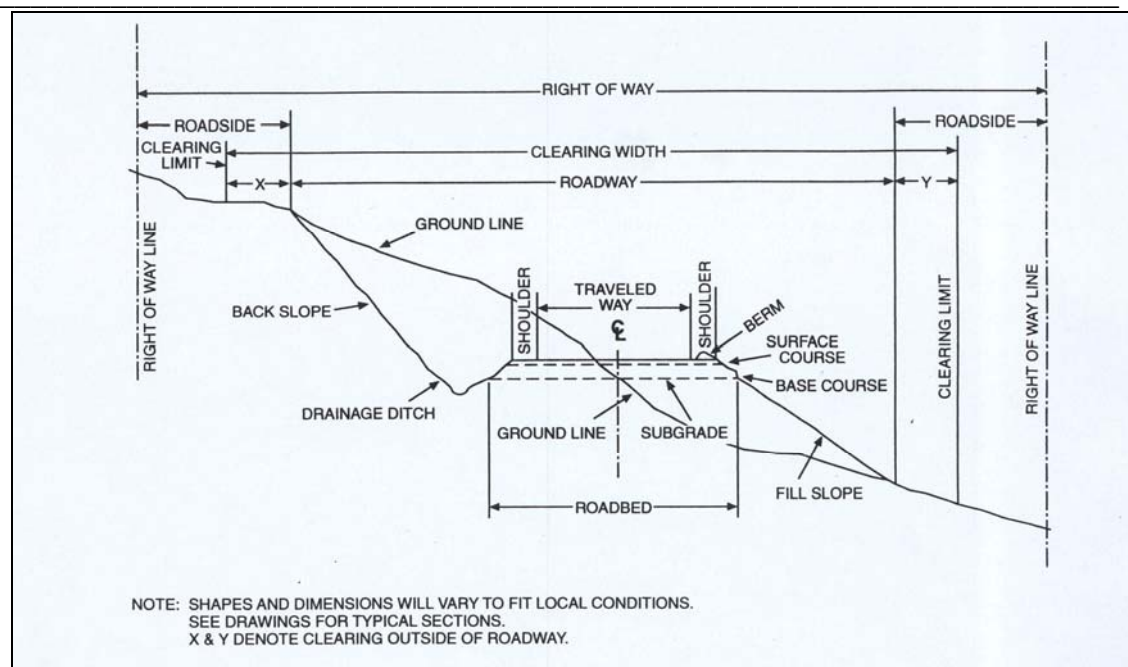 RIGHT OF WAY
ROADSIDE
ROADSIDE
CLEARING
LIMIT
CLEARING WIDTH
X
ROADWAY
Y
GROUND LINE
RIGHT OF WAY LINE
BACK SLOPE
SHOULDER
TRAVELED
WAY
CL
SHOULDER
BERM
SURFACE
COURSE
BASE COURSE
CLEARING LIMIT
RIGHT OF WAY LINE
DRAINAGE DITCH
GROUND LINE
SUBGRADE
FILL SLOPE
ROADBED
NOTE: SHAPES AND DIMENSIONS WILL VARY TO FIT LOCAL CONDITIONS.
SEE DRAWINGS FOR TYPICAL SECTIONS.
X & Y DENOTE CLEARING OUTSIDE OF ROADWAY.